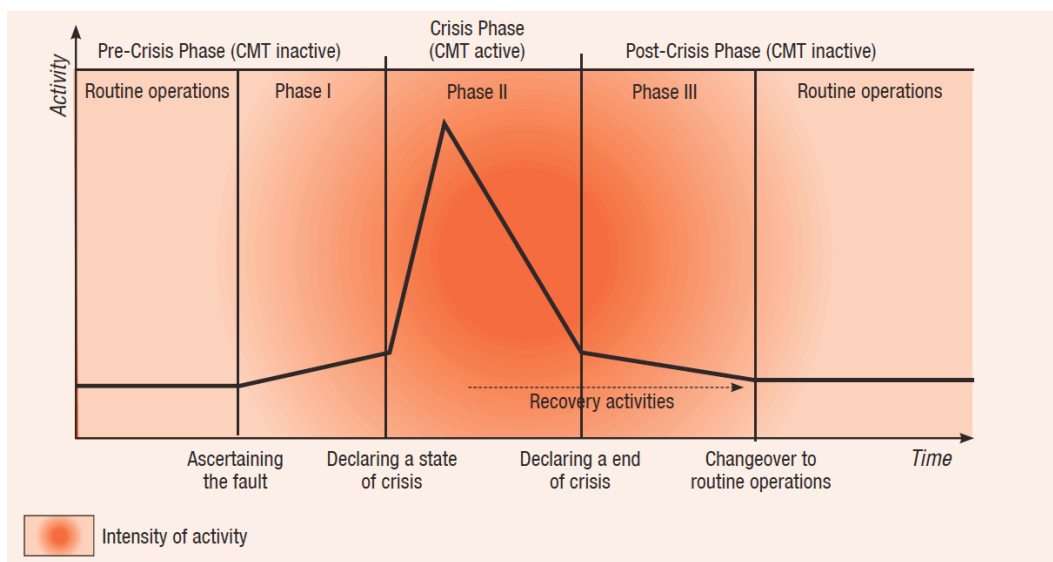 Crisis Phase
(CMT active)
Pre-Crisis Phase (CMT inactive)
Post-Crisis Phase (CMT inactive)
Activity
Routine operations
Phase I
Phase II
Phase III
Routine operations
Recovery activities
Ascertaining
the fault
Declaring a state
of crisis
Declaring a end
of crisis
Changeover to
routine operations
Time
Intensity of activity